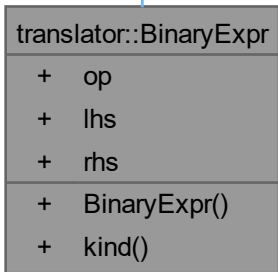 translator::BinaryExpr
+ op
+ lhs
+ rhs
+ BinaryExpr()
+ kind()